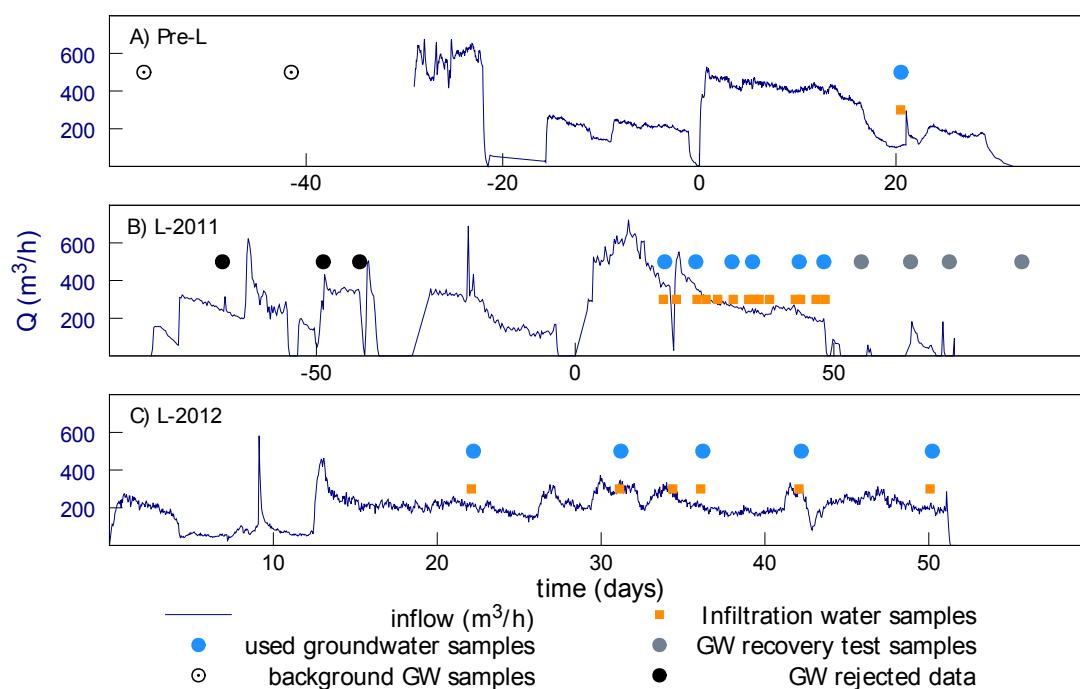 A) Pre-L
600
400
200
-40 -20 0 20
B) L-2011
600
400
200
-50 0 50
Q (m³/h)
C) L-2012
600
400
200
10 20 30 40 50
time (days)
inflow (m³/h)
Infiltration water samples
used groundwater samples
GW recovery test samples
background GW samples
GW rejected data